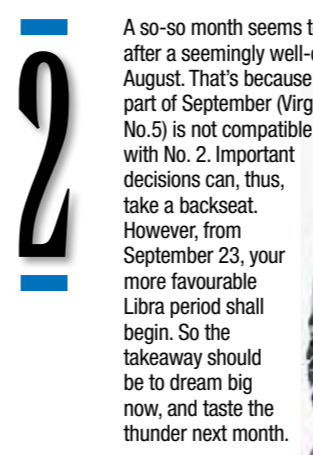 2
A so-so month seems
after a seemingly
August. That's because
part of September
No.5) is not compatible
with No. 2. Important
decisions can, thus,
take a backseat.
However, from
September 23, your
more favourable
Libra period shall
begin. So the
takeaway should
be to dream big
now, and taste the
thunder next month.